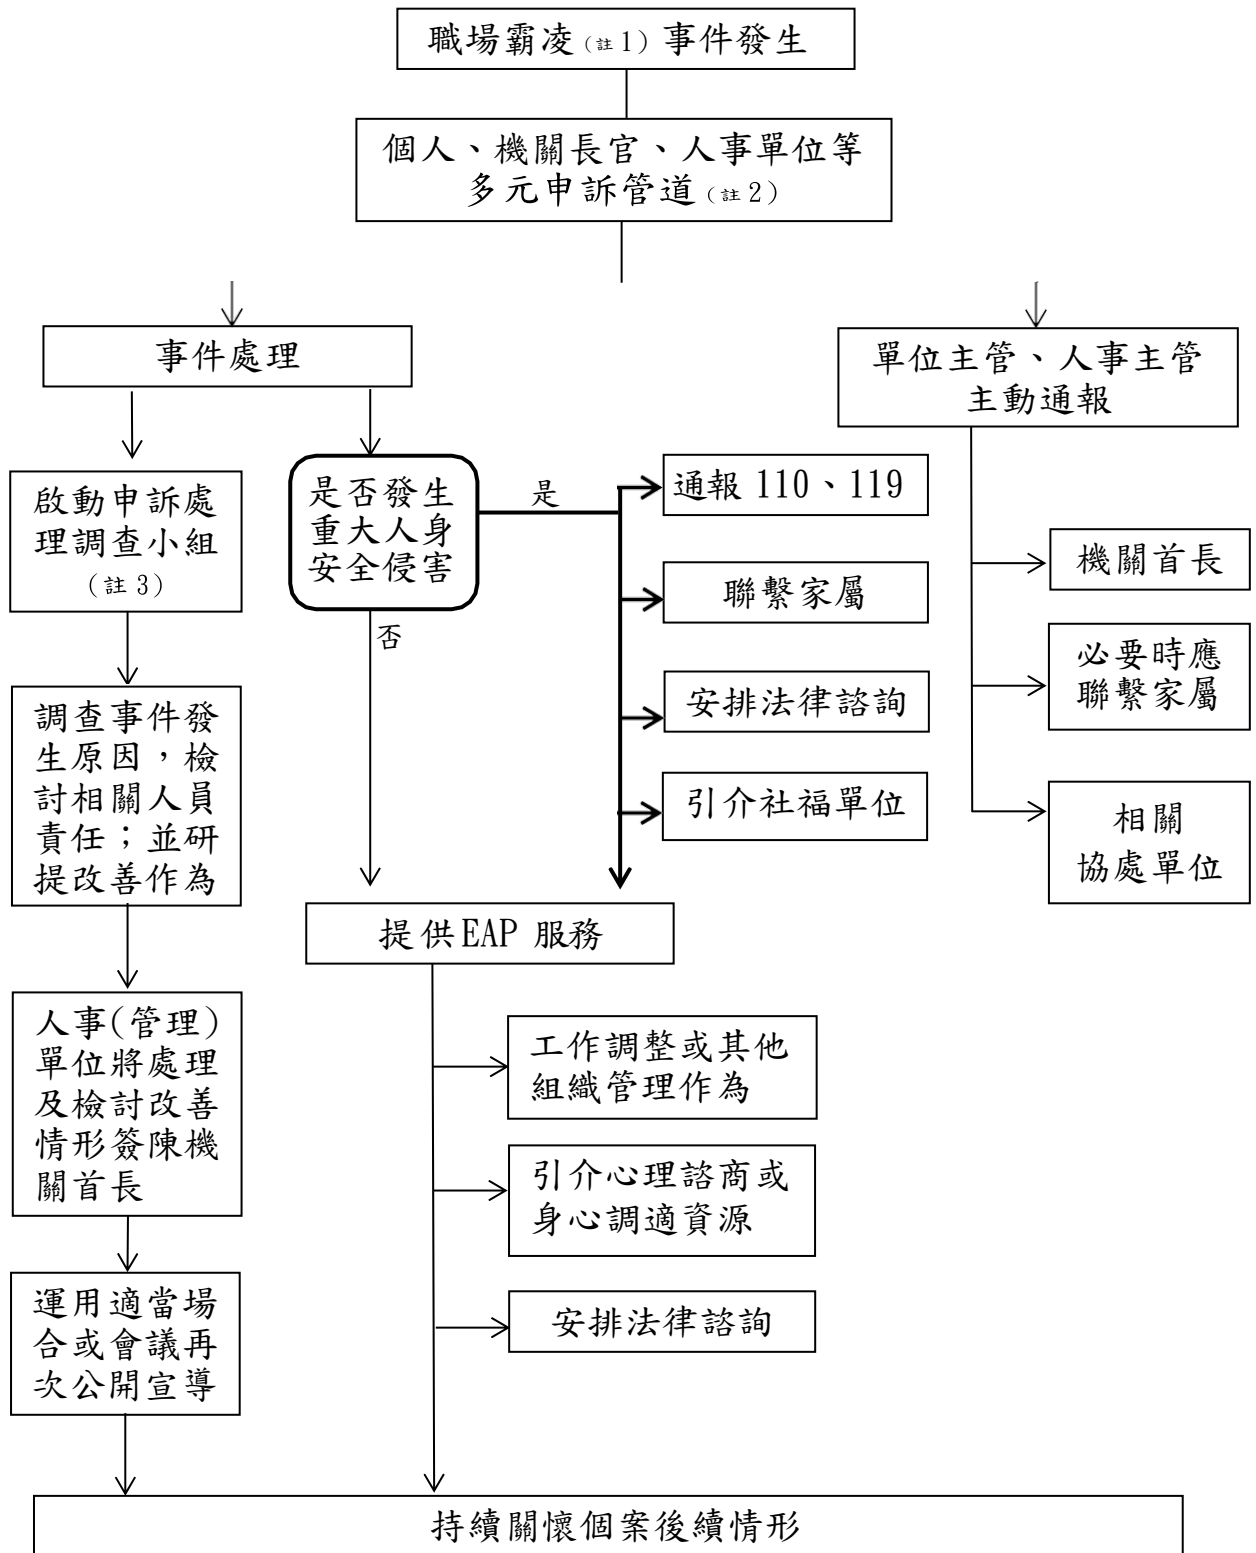 職場霸凌(註1)事件發生
個人、機關長官、人事單位等
多元申訴管道(註2)
事件處理
單位主管、人事主管
主動通報
啟動申訴處
理調查小組
(註3)
是否發生
重大人身
安全侵害
是
否
通報 110、119
聯繫家屬
安排法律諮詢
引介社福單位
機關首長
必要時應
聯繫家屬
相關
協處單位
調查事件發
生原因，檢
討相關人員
責任；並研
提改善作為
提供EAP 服務
人事(管理)
單位將處理
及檢討改善
情形簽陳機
關首長
工作調整或其他
組織管理作為
引介心理諮商或
身心調適資源
安排法律諮詢
運用適當場
合或會議再
次公開宣導
持續關懷個案後續情形